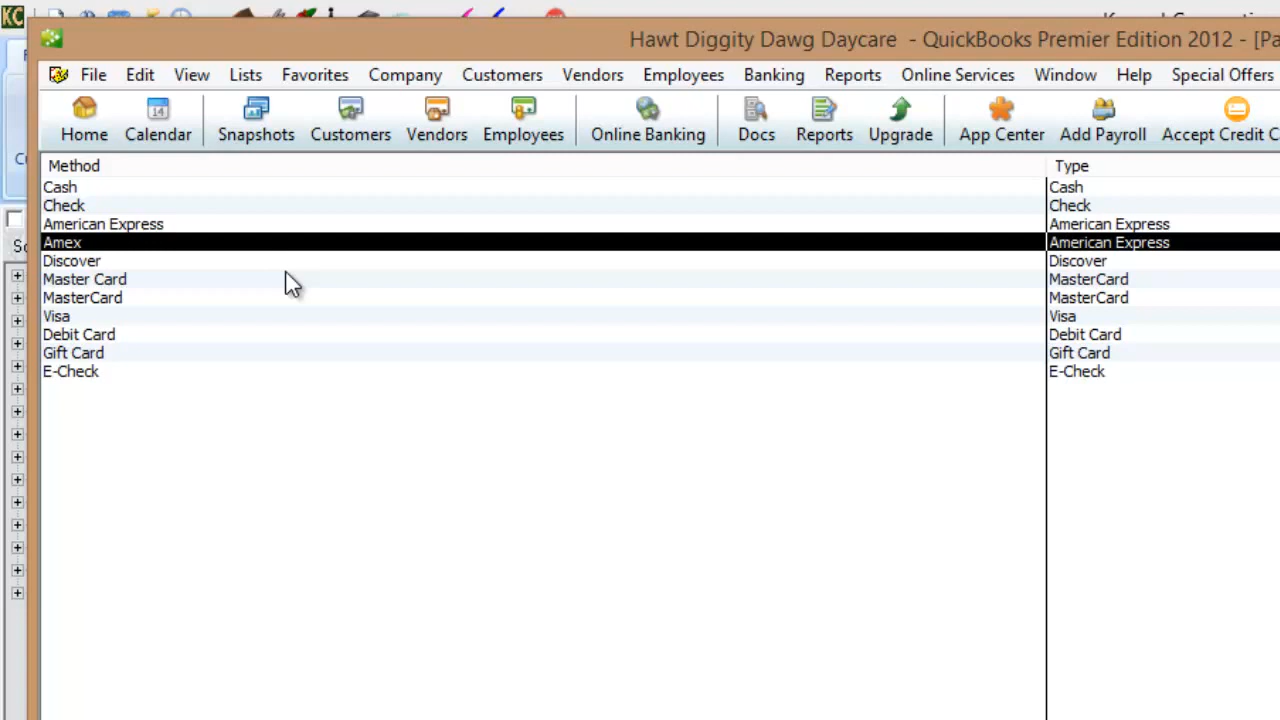 KC
Hawt Diggity Dawg Daycare - QuickBooks Premier Edition 2012 - [Pa
File Edit View Lists Favorites Company Customers Vendors Employees Banking Reports Online Services Window Help Special Offers
14
Home Calendar Snapshots Customers Vendors Employees Online Banking Docs Reports Upgrade App Center Add Payroll Accept Credit C
Method Type
Cash Cash
Check Check
American Express American Express
Amex American Express
Discover Discover
Master Card MasterCard
MasterCard MasterCard
Visa Visa
Debit Card Debit Card
Gift Card Gift Card
E-Check E-Check